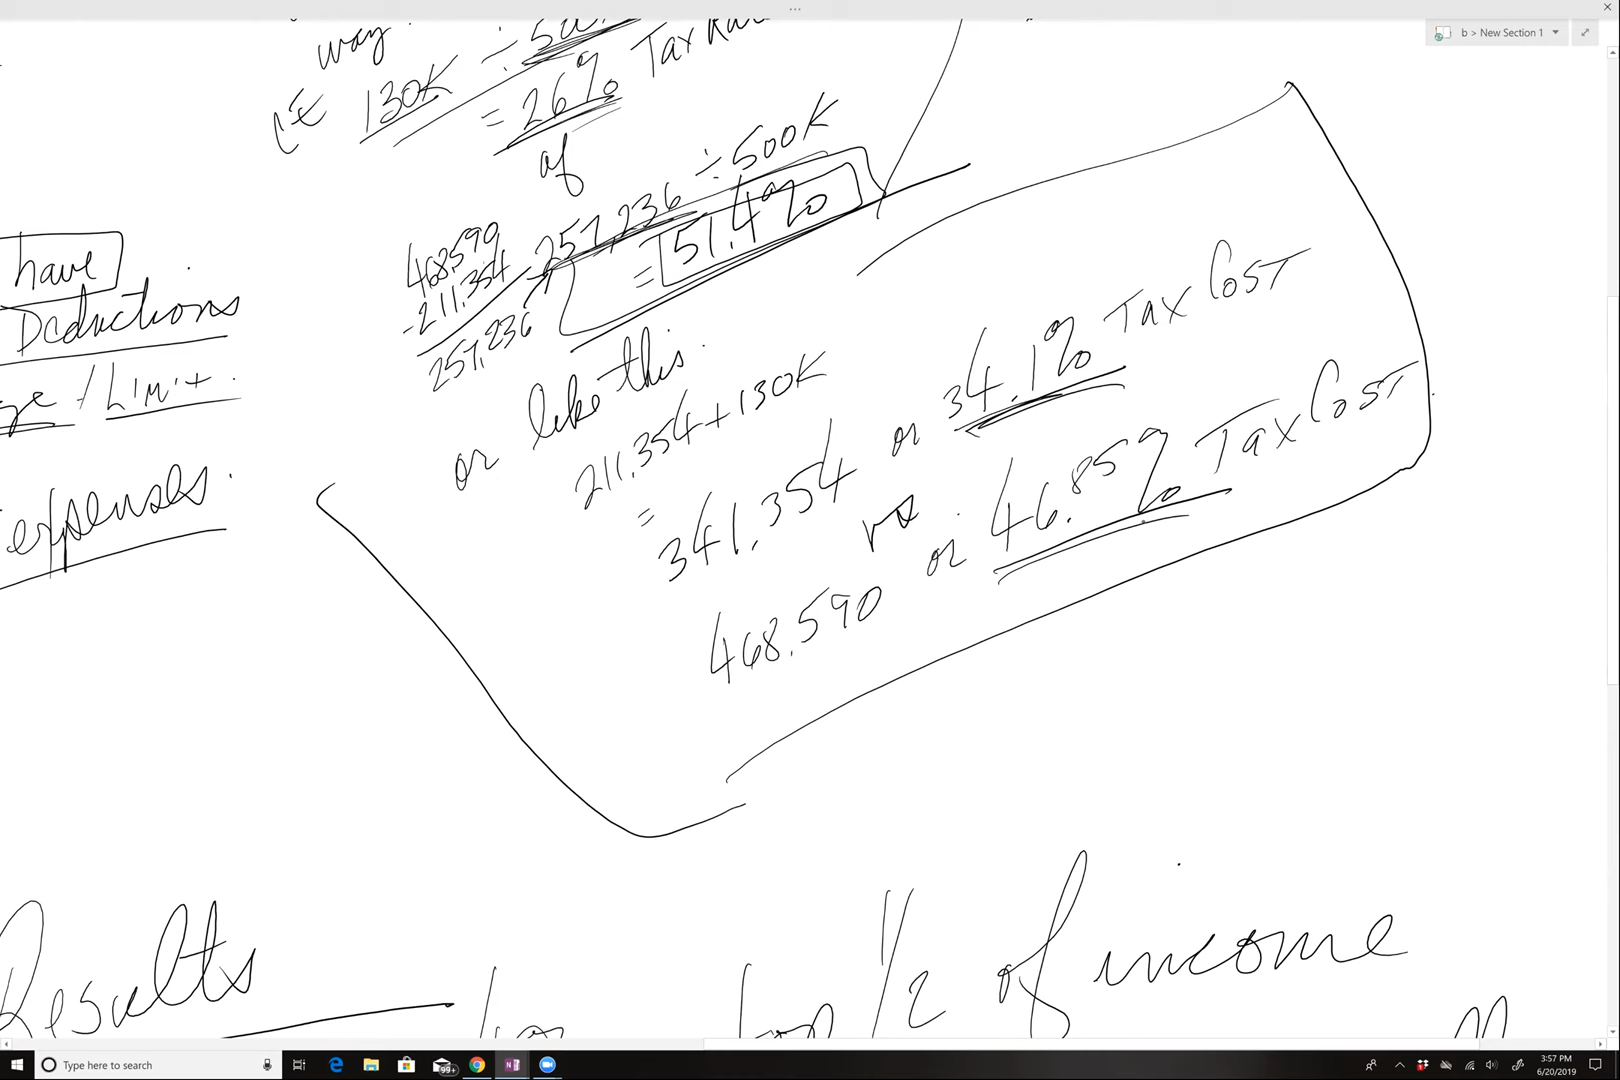 b > New Section 1
way.
130K ÷ 500
= 26% Tax
of
257,236 ÷ 500K
= 51.4%
468,590
-211,354
257,236
have
Deductions
/ Limit.
expenses.
or like this
211,354 + 130K
= 341,354 or 34.1% Tax Cost
vs
468,590 or 46.85% Tax Cost
Results
top 1/2 of income
Type here to search
99+
3:57 PM
6/20/2019